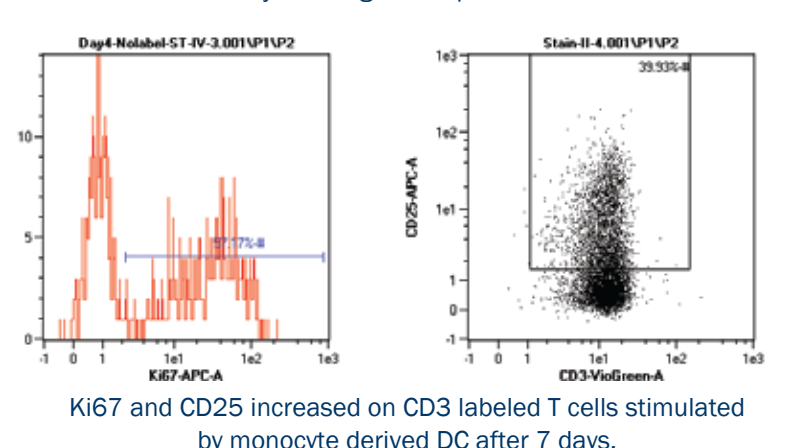 Day4-Nolabel-ST-IV-3.001\P1\P2
10
5
0
-1 0 1 1e1 1e2 1e3
Ki67-APC-A
Stain-II-4.001\P1\P2
39.93%-#
1e3
1e2
1e1
1
0
-1
CD25-APC-A
-1 0 1 1e1 1e2 1e3
CD3-VioGreen-A
Ki67 and CD25 increased on CD3 labeled T cells stimulated
by monocyte derived DC after 7 days.